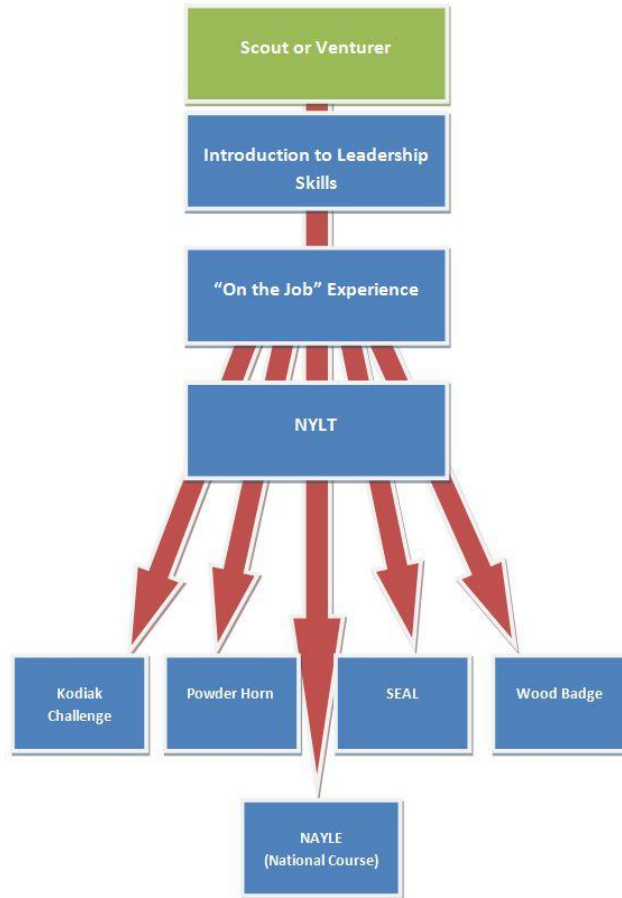 Scout or Venturer
Introduction to Leadership
Skills
“On the Job” Experience
NYLT
Kodiak
Challenge
Powder Horn
SEAL
Wood Badge
NAYLE
(National Course)